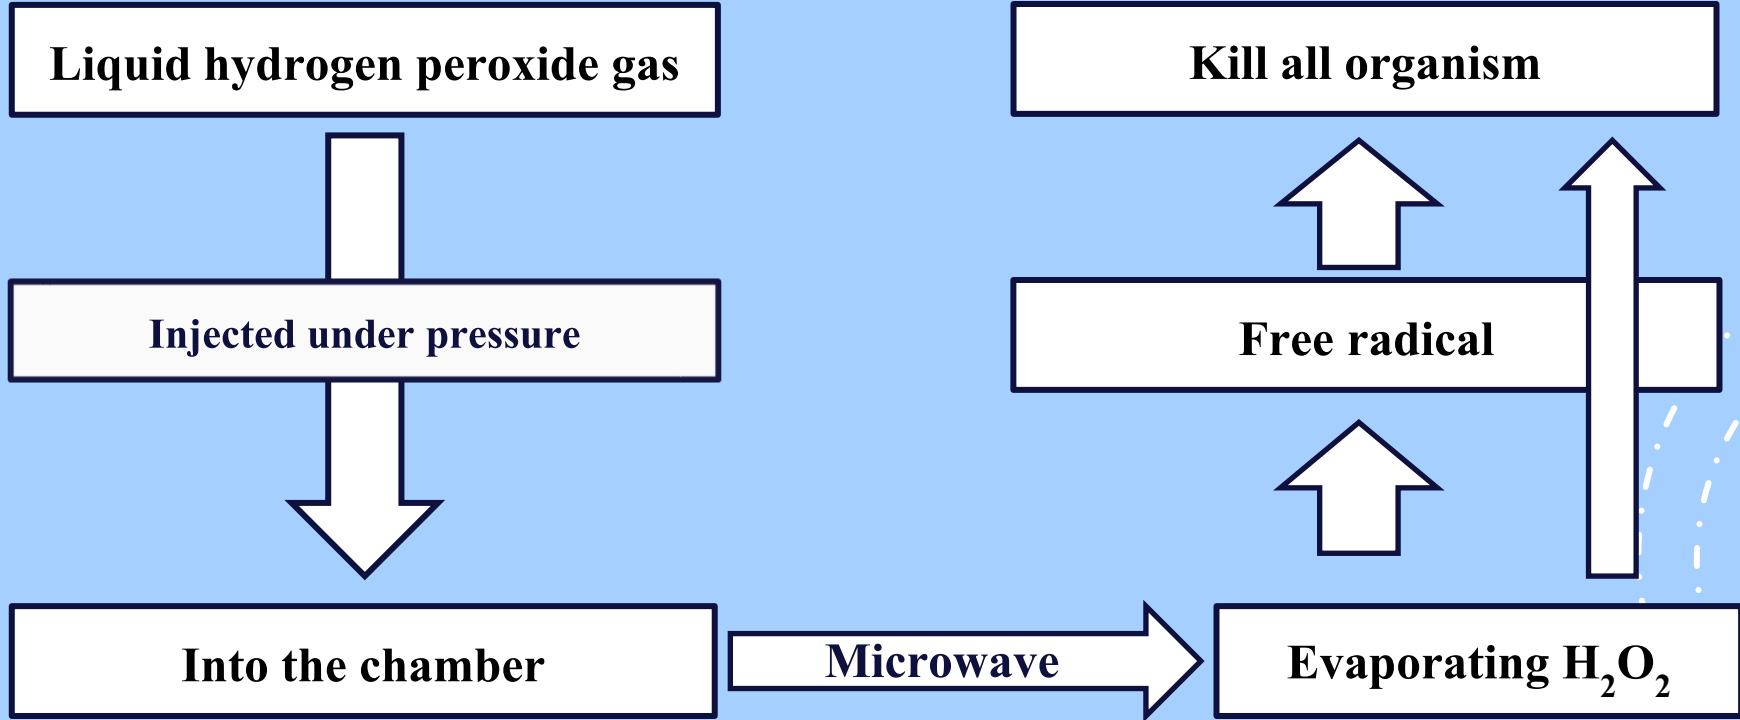 Liquid hydrogen peroxide gas
Injected under pressure
Into the chamber
Microwave
Evaporating H₂O₂
Free radical
Kill all organism